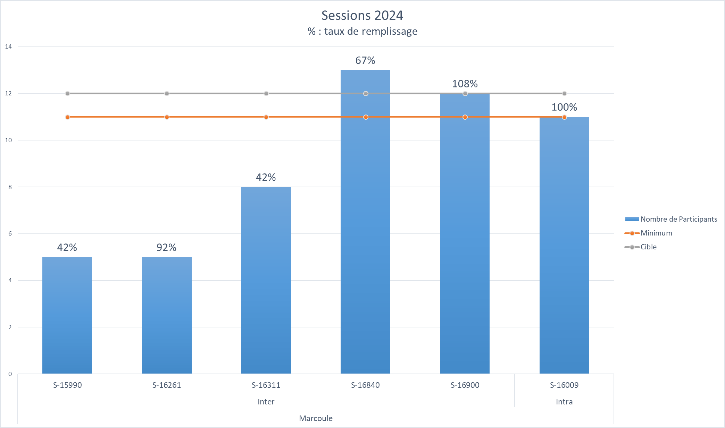 Sessions 2024
% : taux de remplissage
14
12
10
8
6
4
2
0
42%
92%
42%
67%
108%
100%
S-15990
S-16261
S-16311
S-16840
S-16900
S-16009
Inter
Intra
Marcoule
Nombre de Participants
Minimum
Cible